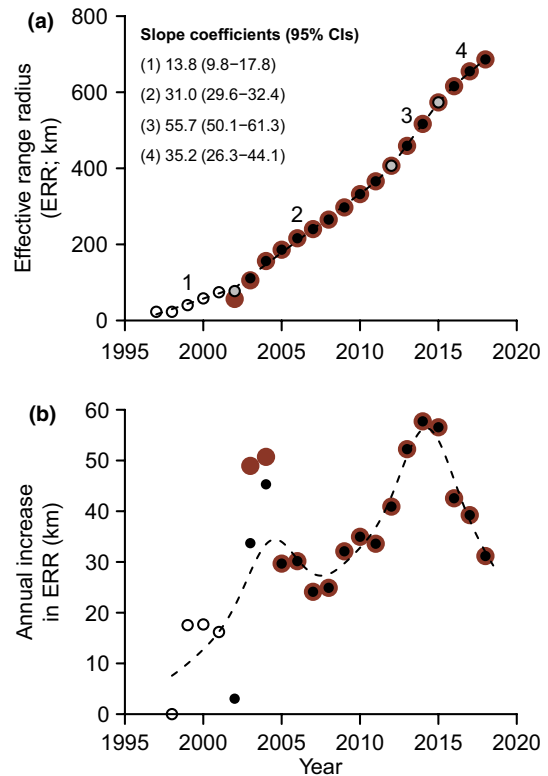 (a)
Slope coefficients (95% CIs)
(1) 13.8 (9.8−17.8)
(2) 31.0 (29.6−32.4)
(3) 55.7 (50.1−61.3)
(4) 35.2 (26.3−44.1)
Effective range radius
(ERR; km)
800
600
400
200
0
1
2
3
4
1995
2000
2005
2010
2015
2020
(b)
Annual increase
in ERR (km)
60
50
40
30
20
10
0
1995
2000
2005
2010
2015
2020
Year